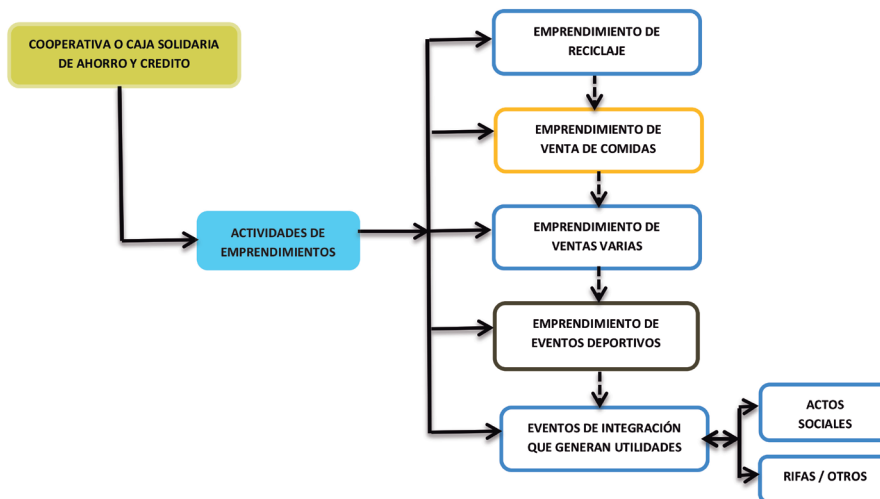 COOPERATIVA O CAJA SOLIDARIA
DE AHORRO Y CREDITO
ACTIVIDADES DE
EMPRENDIMIENTOS
EMPRENDIMIENTO DE
RECICLAJE
EMPRENDIMIENTO DE
VENTA DE COMIDAS
EMPRENDIMIENTO DE
VENTAS VARIAS
EMPRENDIMIENTO DE
EVENTOS DEPORTIVOS
EVENTOS DE INTEGRACIÓN
QUE GENERAN UTILIDADES
ACTOS
SOCIALES
RIFAS / OTROS